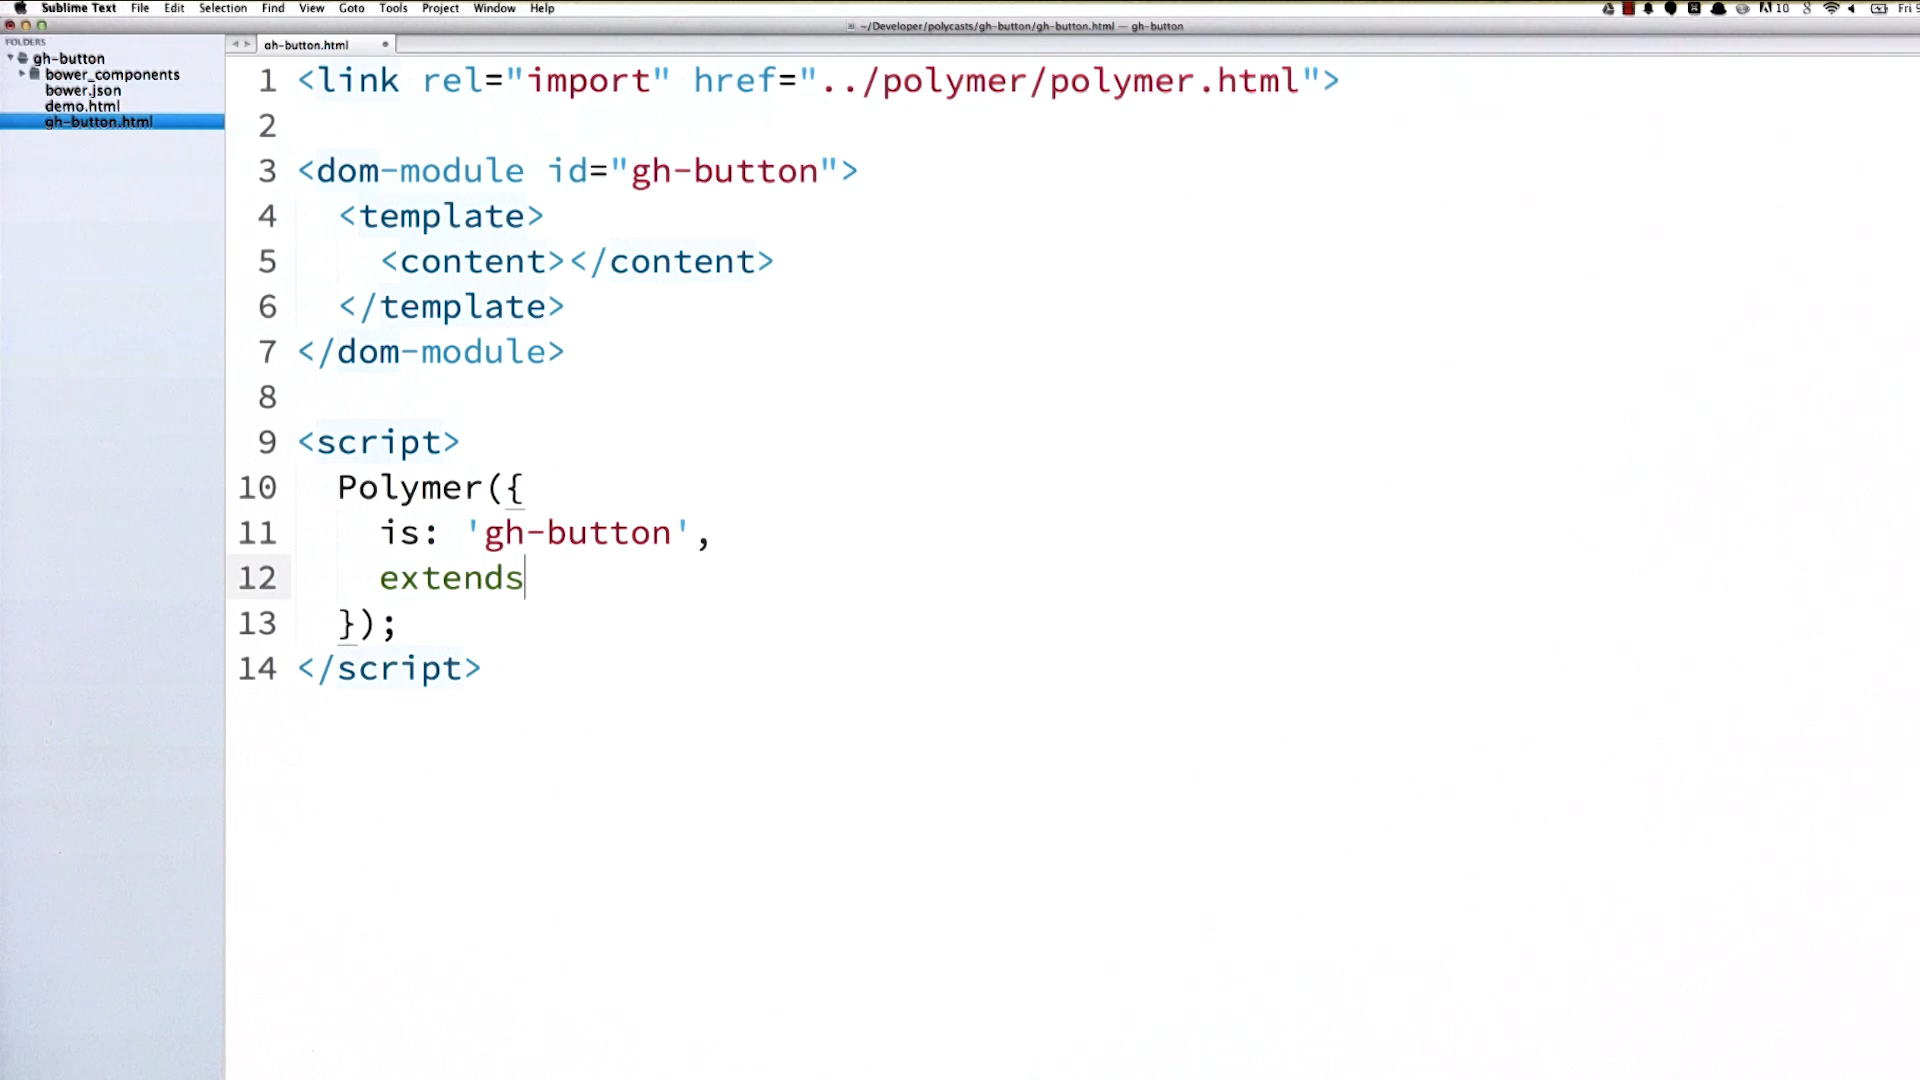 Sublime Text File Edit Selection Find View Goto Tools Project Window Help 10 Fri
~/Developer/polycasts/gh-button/gh-button.html — gh-button
FOLDERS
gh-button
bower_components
bower.json
demo.html
gh-button.html
gh-button.html
1 <link rel="import" href="../polymer/polymer.html">
2
3 <dom-module id="gh-button">
4 <template>
5 <content></content>
6 </template>
7 </dom-module>
8
9 <script>
10 Polymer({
11 is: 'gh-button',
12 extends
13 });
14 </script>